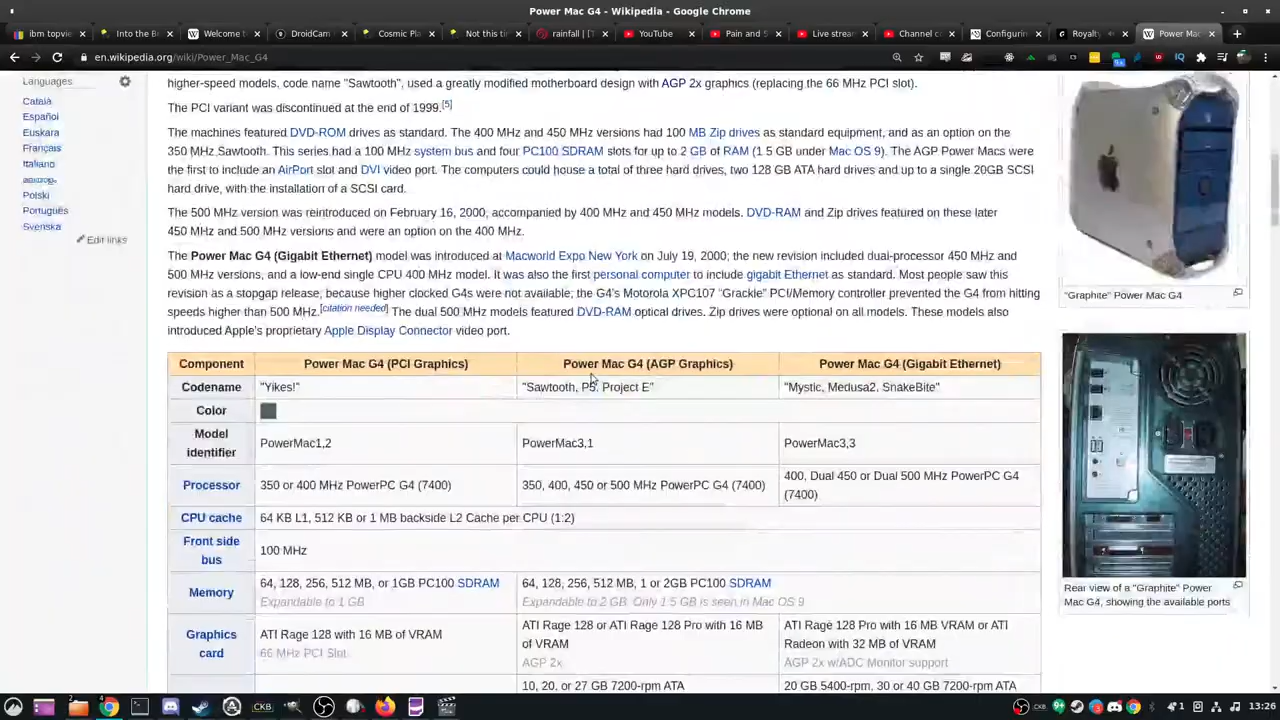 Power Mac G4 - Wikipedia - Google Chrome
ibm topvie
Into the Br
Welcome t
DroidCam
Cosmic Pla
Not this tim
rainfall | [T
YouTube
Pain and S
Live stream
Channel c
Configurin
Royalty
Power Mac
en.wikipedia.org/wiki/Power_Mac_G4
Languages
Català
Español
Euskara
Français
Italiano
Polski
Português
Svenska
Edit links
higher-speed models, code name "Sawtooth", used a greatly modified motherboard design with AGP 2x graphics (replacing the 66 MHz PCI slot).
The PCI variant was discontinued at the end of 1999.[5]
The machines featured DVD-ROM drives as standard. The 400 MHz and 450 MHz versions had 100 MB Zip drives as standard equipment, and as an option on the
350 MHz Sawtooth. This series had a 100 MHz system bus and four PC100 SDRAM slots for up to 2 GB of RAM (1.5 GB under Mac OS 9). The AGP Power Macs were
the first to include an AirPort slot and DVI video port. The computers could house a total of three hard drives, two 128 GB ATA hard drives and up to a single 20GB SCSI
hard drive, with the installation of a SCSI card.
The 500 MHz version was reintroduced on February 16, 2000, accompanied by 400 MHz and 450 MHz models. DVD-RAM and Zip drives featured on these later
450 MHz and 500 MHz versions and were an option on the 400 MHz.
The Power Mac G4 (Gigabit Ethernet) model was introduced at Macworld Expo New York on July 19, 2000; the new revision included dual-processor 450 MHz and
500 MHz versions, and a low-end single CPU 400 MHz model. It was also the first personal computer to include gigabit Ethernet as standard. Most people saw this
revision as a stopgap release, because higher clocked G4s were not available; the G4's Motorola XPC107 "Grackle" PCI/Memory controller prevented the G4 from hitting
speeds higher than 500 MHz.[citation needed] The dual 500 MHz models featured DVD-RAM optical drives. Zip drives were optional on all models. These models also
introduced Apple's proprietary Apple Display Connector video port.
"Graphite" Power Mac G4
Rear view of a "Graphite" Power
Mac G4, showing the available ports
Component Power Mac G4 (PCI Graphics) Power Mac G4 (AGP Graphics) Power Mac G4 (Gigabit Ethernet)
Codename "Yikes!" "Sawtooth, P5, Project E" "Mystic, Medusa2, SnakeBite"
Color
Model
identifier PowerMac1,2 PowerMac3,1 PowerMac3,3
Processor 350 or 400 MHz PowerPC G4 (7400) 350, 400, 450 or 500 MHz PowerPC G4 (7400) 400, Dual 450 or Dual 500 MHz PowerPC G4
(7400)
CPU cache 64 KB L1, 512 KB or 1 MB backside L2 Cache per CPU (1:2)
Front side
bus 100 MHz
Memory 64, 128, 256, 512 MB, or 1GB PC100 SDRAM 64, 128, 256, 512 MB, 1 or 2GB PC100 SDRAM
Expandable to 1 GB Expandable to 2 GB. Only 1.5 GB is seen in Mac OS 9
Graphics
card ATI Rage 128 with 16 MB of VRAM ATI Rage 128 or ATI Rage 128 Pro with 16 MB
of VRAM ATI Rage 128 Pro with 16 MB VRAM or ATI
Radeon with 32 MB of VRAM
66 MHz PCI Slot AGP 2x AGP 2x w/ADC Monitor support
10, 20, or 27 GB 7200-rpm ATA 20 GB 5400-rpm, 30 or 40 GB 7200-rpm ATA
CKB
CKB
1
13:26